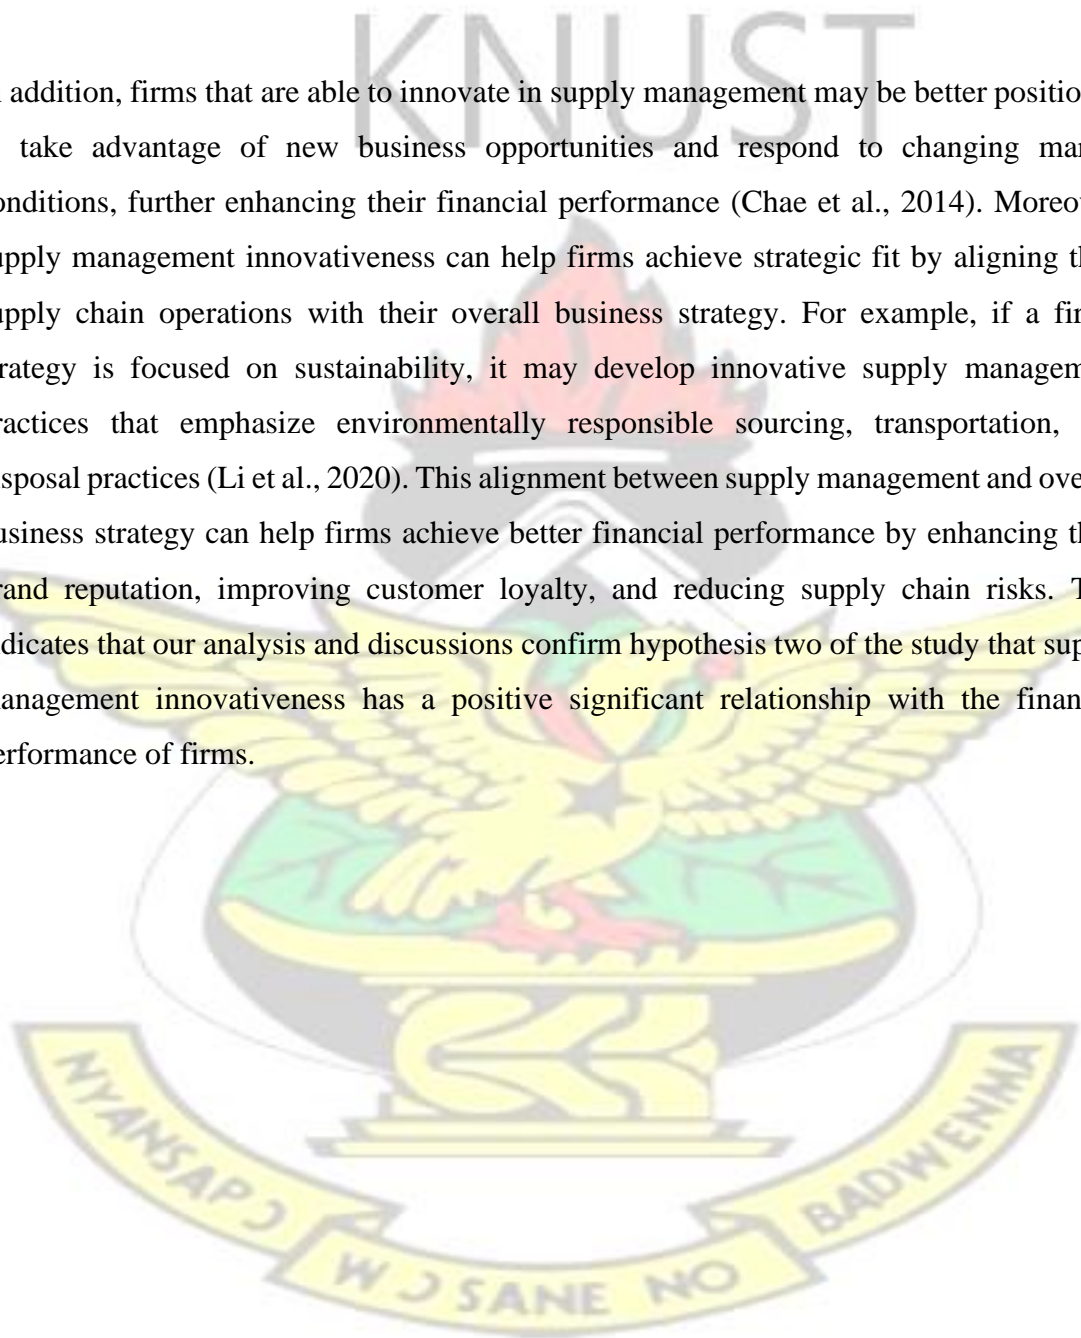 KNUST
addition, firms that are able to innovate in supply management may be better position
take advantage of new business opportunities and respond to changing mar
onditions, further enhancing their financial performance (Chae et al., 2014). Moreov
upply management innovativeness can help firms achieve strategic fit by aligning th
upply chain operations with their overall business strategy. For example, if a fir
trategy is focused on sustainability, it may develop innovative supply managem
ractices that emphasize environmentally responsible sourcing, transportation,
isposal practices (Li et al., 2020). This alignment between supply management and over
usiness strategy can help firms achieve better financial performance by enhancing th
rand reputation, improving customer loyalty, and reducing supply chain risks. T
ndicates that our analysis and discussions confirm hypothesis two of the study that sup
anagement innovativeness has a positive significant relationship with the finan
erformance of firms.
NYANSAPƆ
WƆSANE NO
BADWENMA